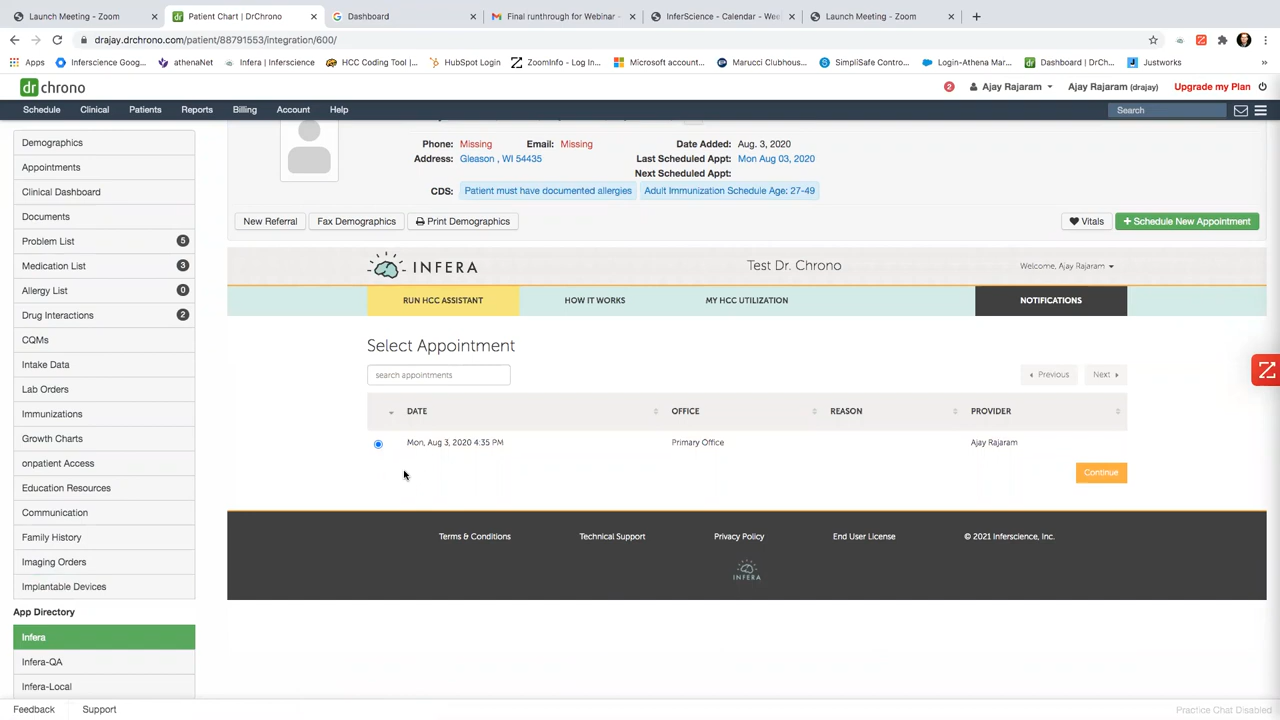 Launch Meeting - Zoom
Patient Chart | DrChrono
Dashboard
Final runthrough for Webinar -
InferScience - Calendar - Wee
Launch Meeting - Zoom
drajay.drchrono.com/patient/88791553/integration/600/
Apps Inferscience Goog... athenaNet Infera | Inferscience HCC Coding Tool |... HubSpot Login ZoomInfo - Log In... Microsoft account... Marucci Clubhous... SimpliSafe Contro... Login-Athena Mar... Dashboard | DrCh... Justworks »
dr chrono
2 Ajay Rajaram Ajay Rajaram (drajay) Upgrade my Plan
Schedule Clinical Patients Reports Billing Account Help Search
Demographics
Appointments
Clinical Dashboard
Documents
Problem List 5
Medication List 3
Allergy List 0
Drug Interactions 2
CQMs
Intake Data
Lab Orders
Immunizations
Growth Charts
onpatient Access
Education Resources
Communication
Family History
Imaging Orders
Implantable Devices
App Directory
Infera
Infera-QA
Infera-Local
Feedback Support
Phone: Missing Email: Missing Date Added: Aug. 3, 2020
Address: Gleason , WI 54435 Last Scheduled Appt: Mon Aug 03, 2020
Next Scheduled Appt:
CDS: Patient must have documented allergies Adult Immunization Schedule Age: 27-49
New Referral Fax Demographics Print Demographics Vitals + Schedule New Appointment
INFERA Test Dr. Chrono Welcome, Ajay Rajaram
RUN HCC ASSISTANT HOW IT WORKS MY HCC UTILIZATION NOTIFICATIONS
Select Appointment
search appointments Previous Next
DATE OFFICE REASON PROVIDER
Mon, Aug 3, 2020 4:35 PM Primary Office Ajay Rajaram
Continue
Terms & Conditions Technical Support Privacy Policy End User License © 2021 Inferscience, Inc.
INFERA
Practice Chat Disabled